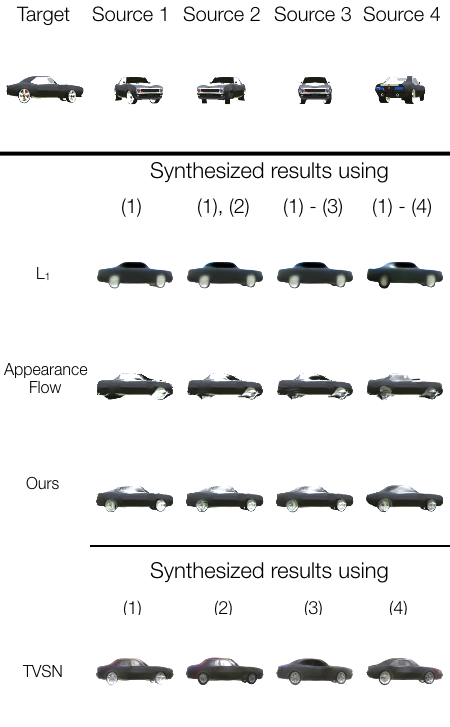 Target Source 1 Source 2 Source 3 Source 4
Synthesized results using
(1) (1), (2) (1) - (3) (1) - (4)
L₁
Appearance
Flow
Ours
Synthesized results using
(1) (2) (3) (4)
TVSN